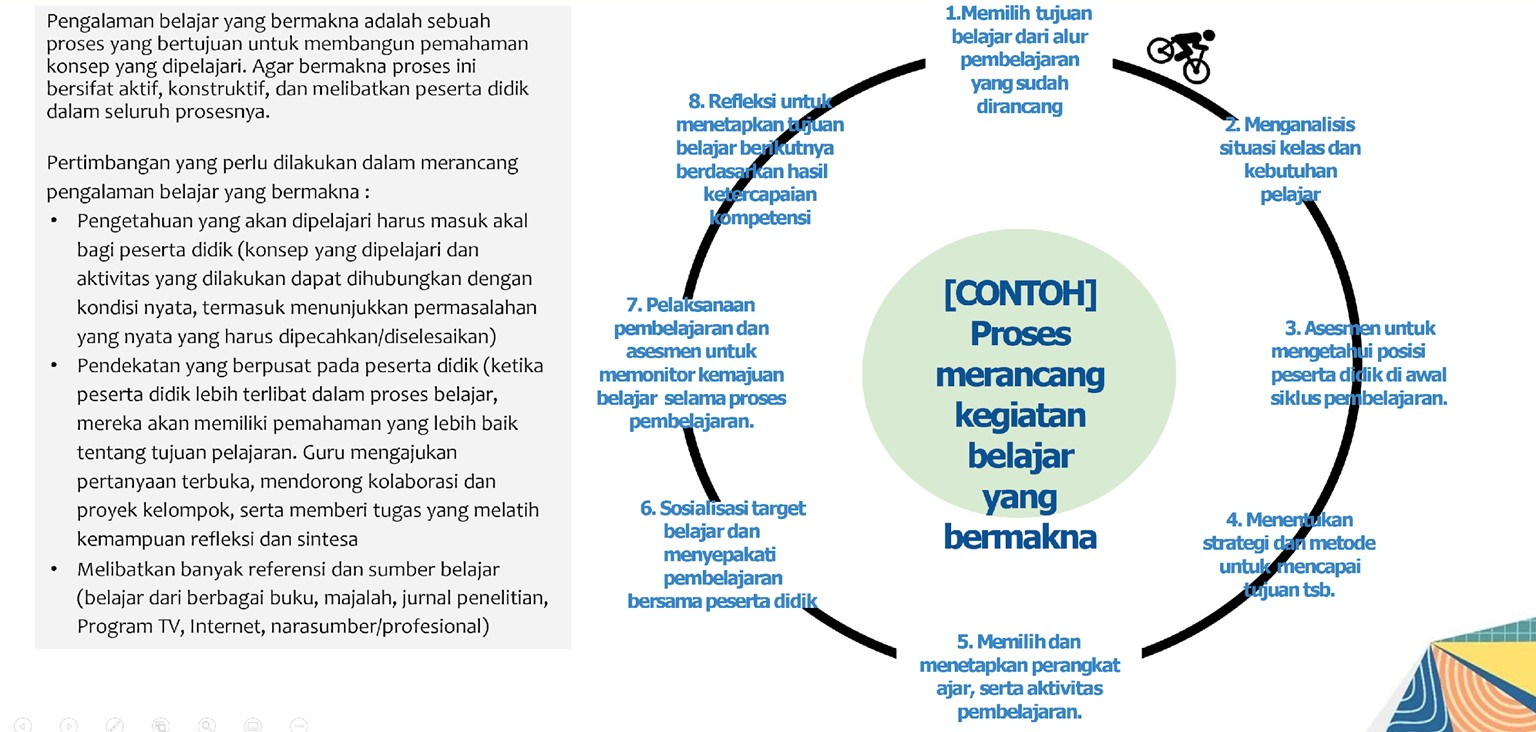 Pengalaman belajar yang bermakna adalah sebuah
proses yang bertujuan untuk membangun pemahaman
konsep yang dipelajari. Agar bermakna proses ini
bersifat aktif, konstruktif, dan melibatkan peserta didik
dalam seluruh prosesnya.
Pertimbangan yang perlu dilakukan dalam merancang
pengalaman belajar yang bermakna :
• Pengetahuan yang akan dipelajari harus masuk akal
bagi peserta didik (konsep yang dipelajari dan
aktivitas yang dilakukan dapat dihubungkan dengan
kondisi nyata, termasuk menunjukkan permasalahan
yang nyata yang harus dipecahkan/diselesaikan)
• Pendekatan yang berpusat pada peserta didik (ketika
peserta didik lebih terlibat dalam proses belajar,
mereka akan memiliki pemahaman yang lebih baik
tentang tujuan pelajaran. Guru mengajukan
pertanyaan terbuka, mendorong kolaborasi dan
proyek kelompok, serta memberi tugas yang melatih
kemampuan refleksi dan sintesa
• Melibatkan banyak referensi dan sumber belajar
(belajar dari berbagai buku, majalah, jurnal penelitian,
Program TV, Internet, narasumber/profesional)
[CONTOH]
Proses
merancang
kegiatan
belajar
yang
bermakna
1.Memilih tujuan
belajar dari alur
pembelajaran
yang sudah
dirancang
2. Menganalisis
situasi kelas dan
kebutuhan
pelajar
3. Asesmen untuk
mengetahui posisi
peserta didik di awal
siklus pembelajaran.
4. Menentukan
strategi dan metode
untuk mencapai
tujuan tsb.
5. Memilih dan
menetapkan perangkat
ajar, serta aktivitas
pembelajaran.
6. Sosialisasi target
belajar dan
menyepakati
pembelajaran
bersama peserta didik
7. Pelaksanaan
pembelajaran dan
asesmen untuk
memonitor kemajuan
belajar selama proses
pembelajaran.
8. Refleksi untuk
menetapkan tujuan
belajar berikutnya
berdasarkan hasil
ketercapaian
kompetensi